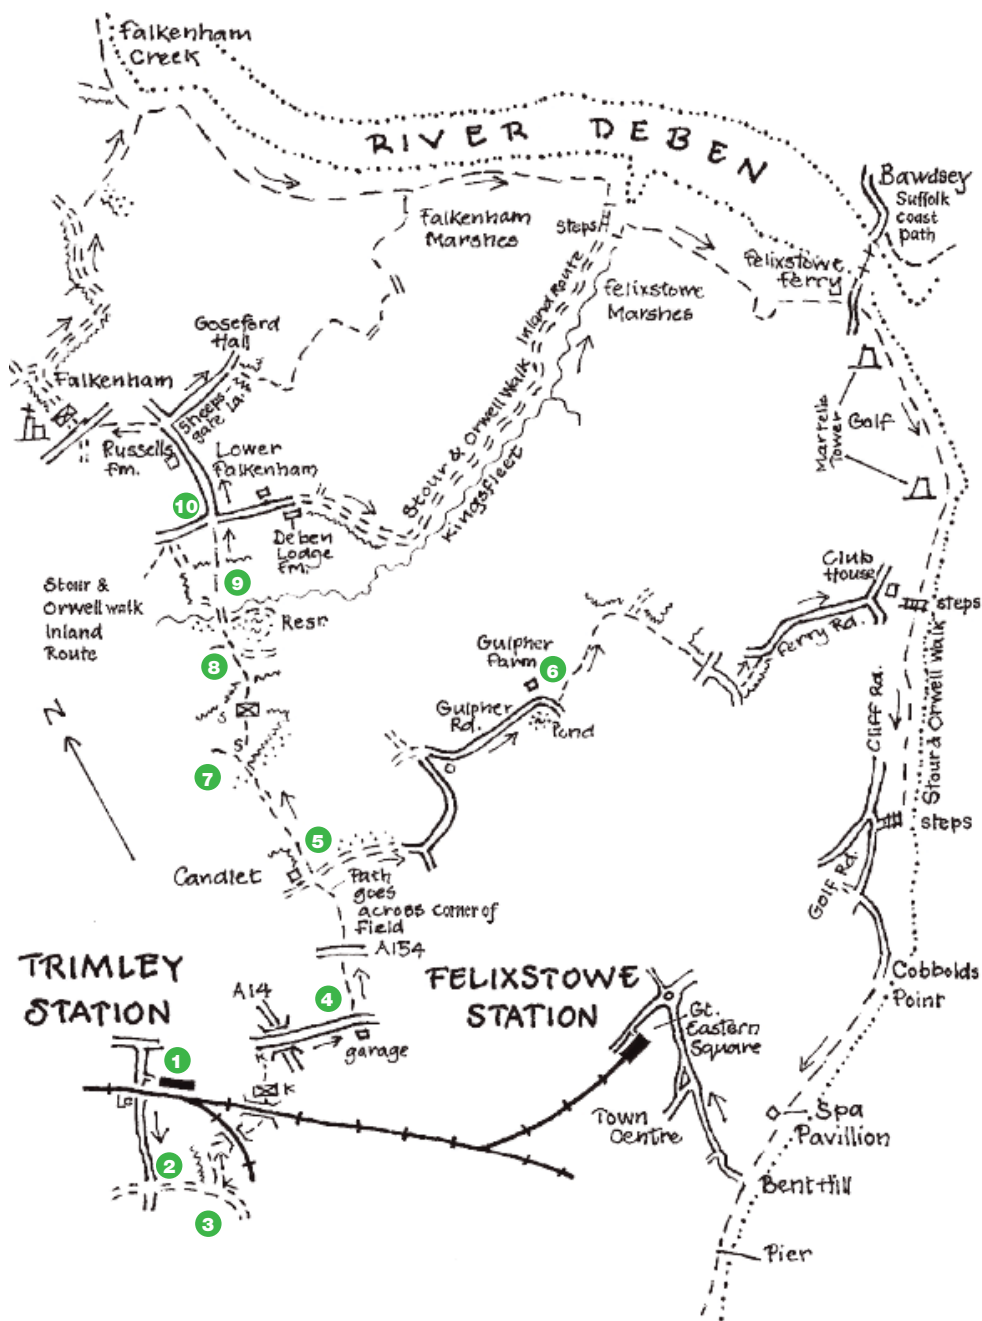 Falkenham
Creek
RIVER DEBEN
Bawdsey
Suffolk
coast
path
Falkenham
Marshes
steps
Felixstowe
Ferry
Felixstowe
Marshes
Goseford
Hall
Inland Route
Falkenham
Sheeps
gate La.
Martello
Tower
Golf
Russells
Fm.
Lower
Falkenham
Stour & Orwell Walk
Kingsfleet
10
Deben
Lodge
Fm.
Club
House
9
Stour &
Orwell walk
Inland
Route
Resr.
steps
Ferry Rd.
Gulpher
Farm
6
8
N
Gulpher
Rd.
Pond
Cliff Rd.
Stour & Orwell Walk
S
S
7
steps
5
Candlet
Path
goes
across corner of
field
Golf Rd.
A154
TRIMLEY
STATION
FELIXSTOWE
STATION
Cobbolds
Point
A14
4
Gt.
Eastern
Square
garage
1
K
K
Town
Centre
Spa
Pavillion
2
Bent Hill
3
Pier